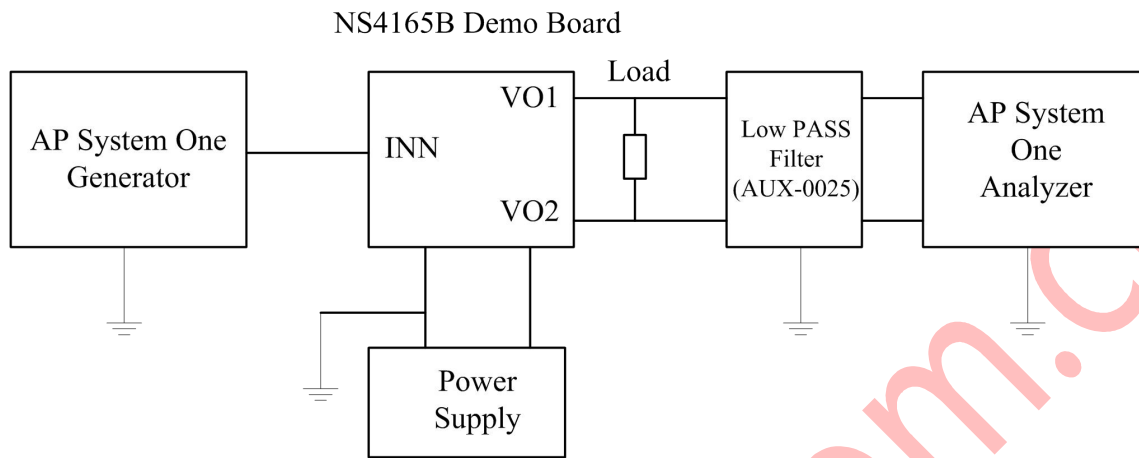 NS4165B Demo Board
AP System One
Generator
INN
VO1
VO2
Load
Low PASS
Filter
(AUX-0025)
AP System
One
Analyzer
Power
Supply
om.c